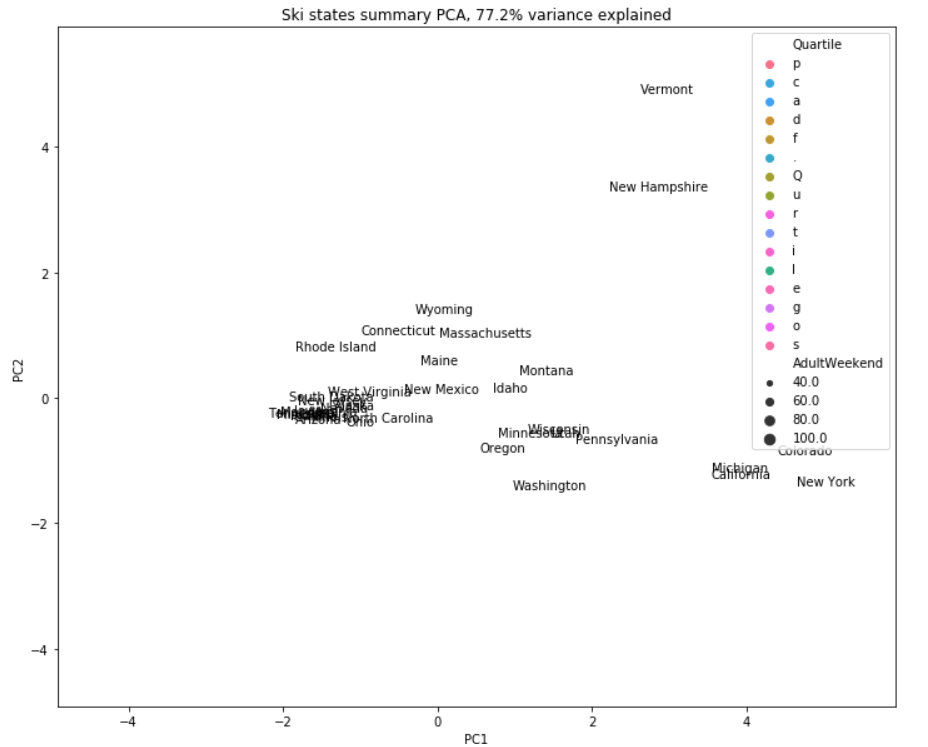 Ski states summary PCA, 77.2% variance explained
Quartile
p
c
a
d
f
.
Q
u
r
t
i
l
e
g
o
s
AdultWeekend
40.0
60.0
80.0
100.0
Vermont
New Hampshire
Wyoming
Connecticut
Massachusetts
Rhode Island
Maine
Montana
West Virginia
New Mexico
Idaho
South Dakota
North Carolina
Arizona
Ohio
Wisconsin
Minnesota
Utah
Pennsylvania
Oregon
Colorado
Michigan
California
New York
Washington
PC2
4
2
0
−2
−4
−4
−2
0
2
4
PC1